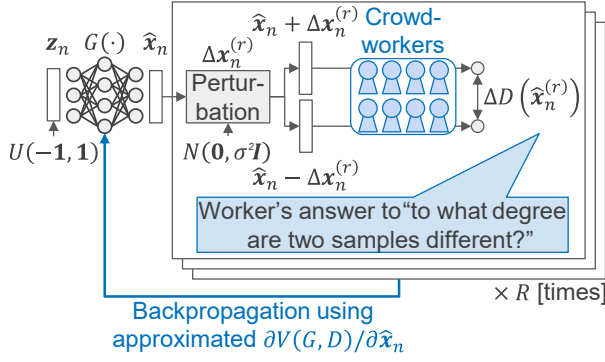 z_n G(·) x̂_n
Δx_n^(r)
x̂_n + Δx_n^(r)
Crowd-
workers
Pertur-
bation
ΔD (x̂_n^(r))
U(−1, 1)
N(0, σ²I)
x̂_n − Δx_n^(r)
Worker's answer to“to what degree
are two samples different?”
× R [times]
Backpropagation using
approximated ∂V(G, D)/∂x̂_n